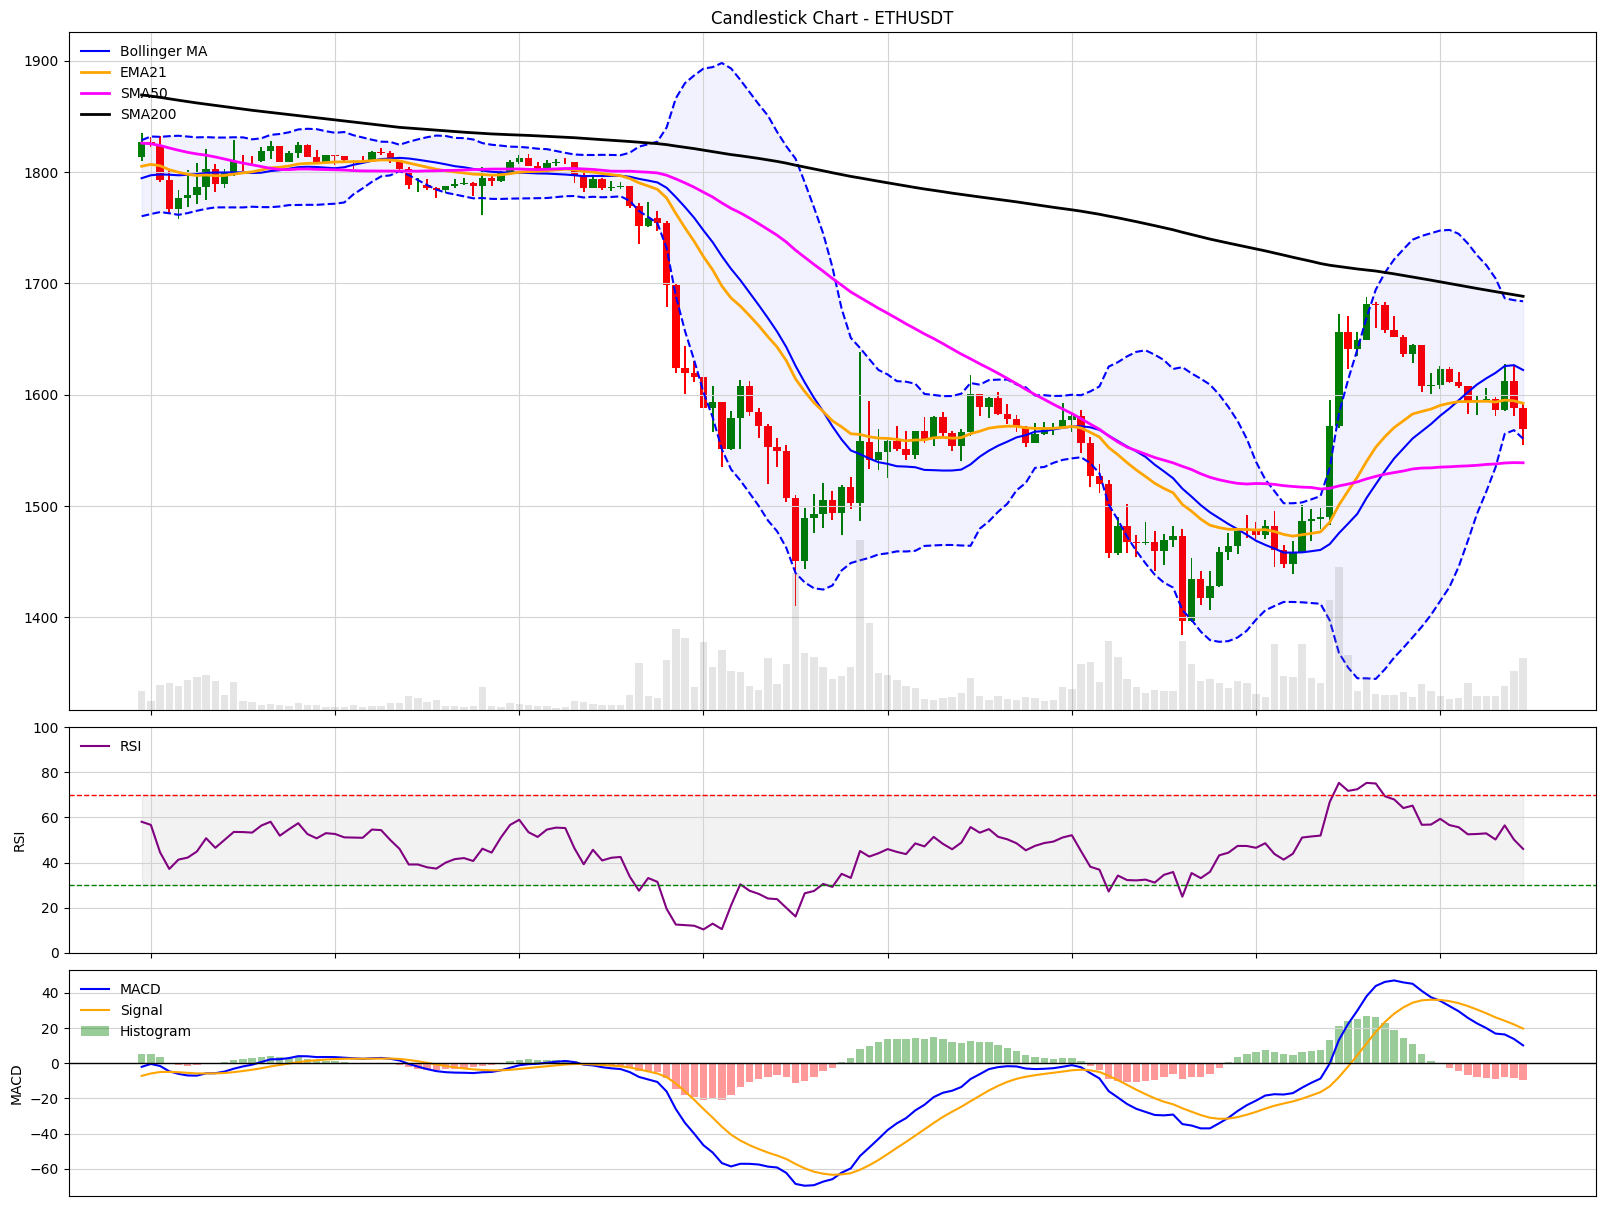 Candlestick Chart - ETHUSDT
Bollinger MA
EMA21
SMA50
SMA200
1900
1800
1700
1600
1500
1400
RSI
100
80
60
40
20
0
RSI
MACD
Signal
Histogram
40
20
0
−20
−40
−60
MACD